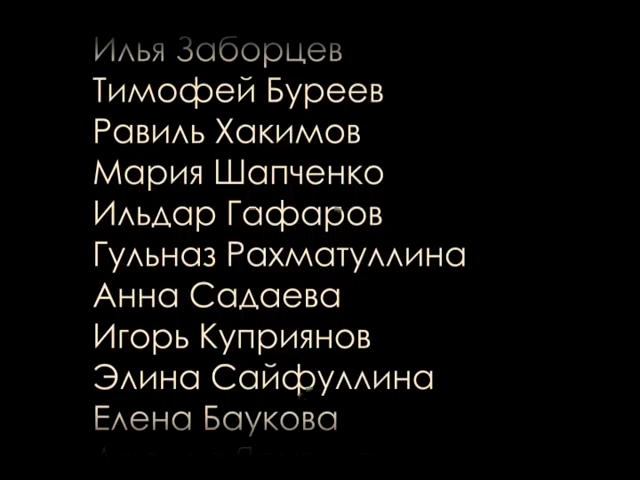 Илья Заборцев
Тимофей Буреев
Равиль Хакимов
Мария Шапченко
Ильдар Гафаров
Гульназ Рахматуллина
Анна Садаева
Игорь Куприянов
Элина Сайфуллина
Елена Баукова